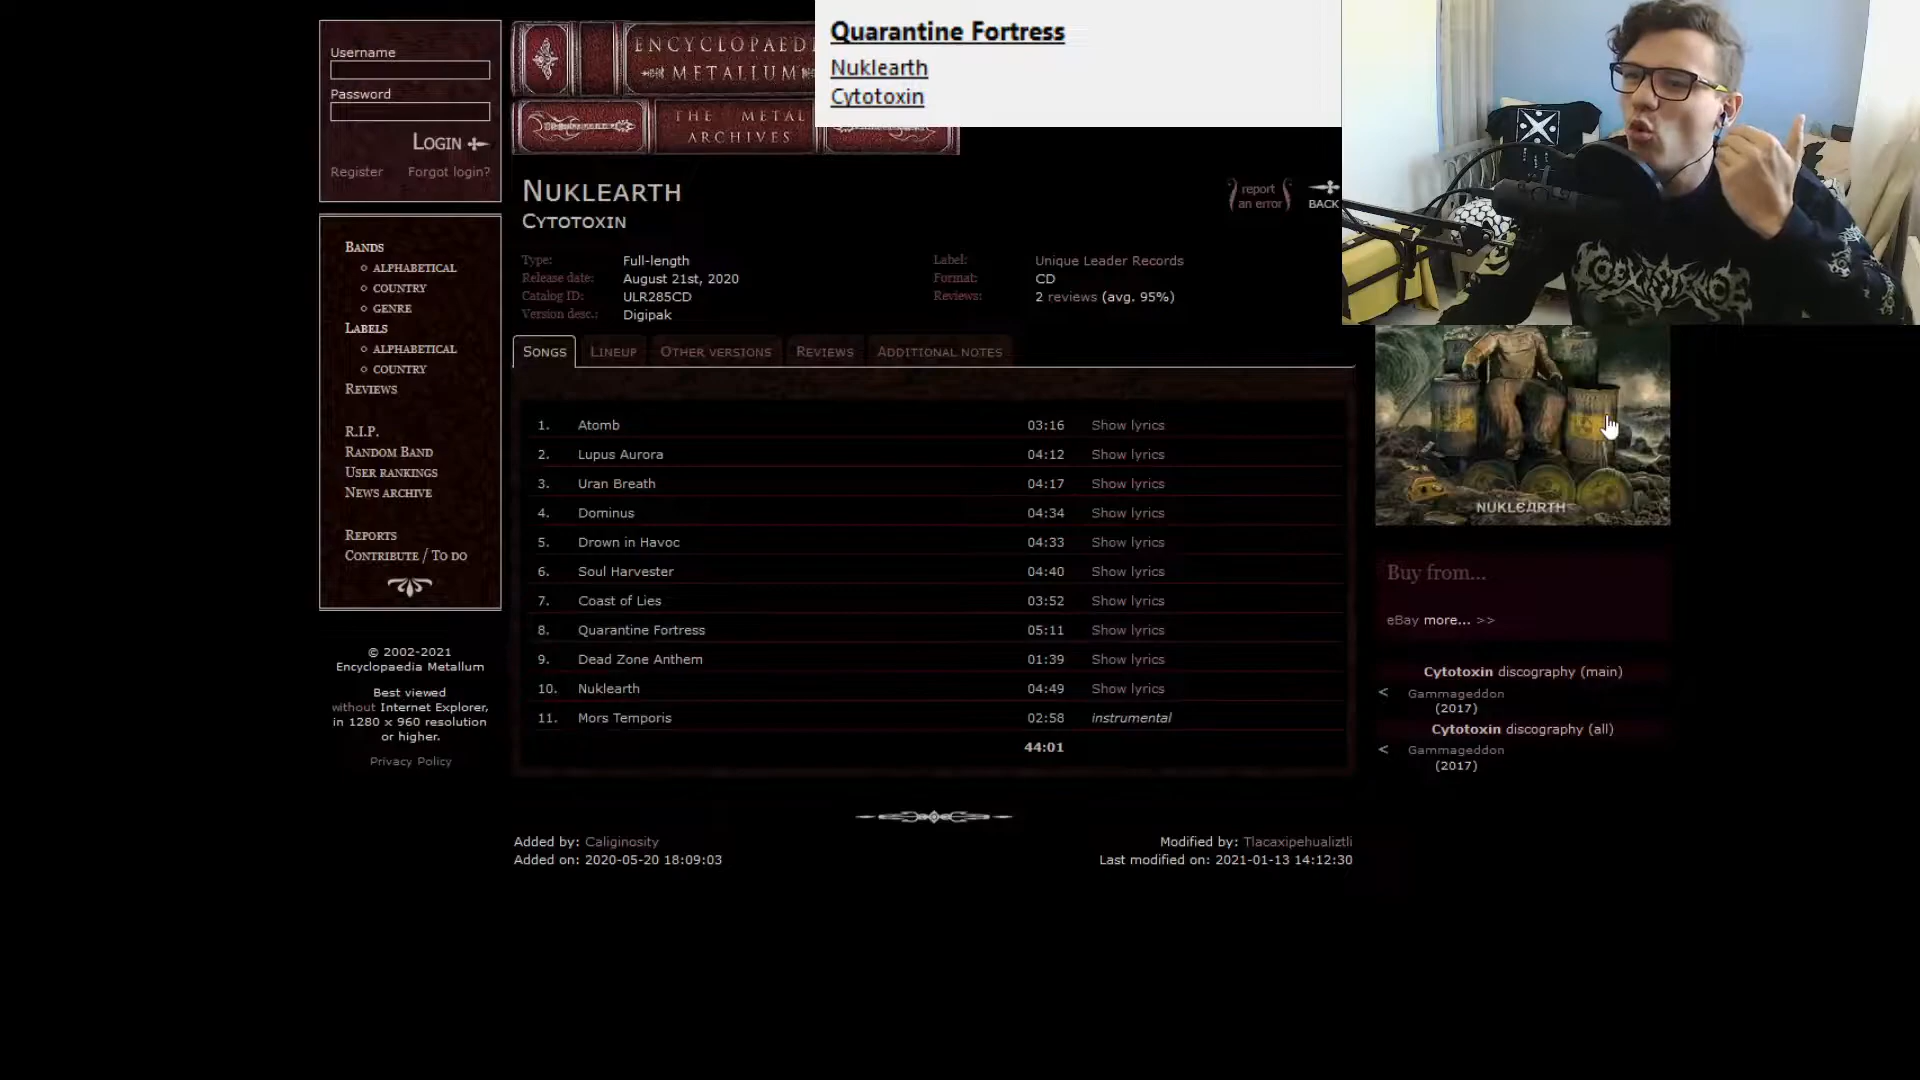 Username
Password
LOGIN
Register Forgot login?
BANDS
ALPHABETICAL
COUNTRY
GENRE
LABELS
ALPHABETICAL
COUNTRY
REVIEWS
R.I.P.
RANDOM BAND
USER RANKINGS
NEWS ARCHIVE
REPORTS
CONTRIBUTE / TO DO
© 2002-2021
Encyclopaedia Metallum
Best viewed
without Internet Explorer,
in 1280 x 960 resolution
or higher.
Privacy Policy
ENCYCLOPAEDI
METALLUM
THE METAL
ARCHIVES
Quarantine Fortress
Nuklearth
Cytotoxin
NUKLEARTH
CYTOTOXIN
report
an error
BACK
Type: Full-length
Release date: August 21st, 2020
Catalog ID: ULR285CD
Version desc.: Digipak
Label: Unique Leader Records
Format: CD
Reviews: 2 reviews (avg. 95%)
SONGS LINEUP OTHER VERSIONS REVIEWS ADDITIONAL NOTES
1. Atomb 03:16 Show lyrics
2. Lupus Aurora 04:12 Show lyrics
3. Uran Breath 04:17 Show lyrics
4. Dominus 04:34 Show lyrics
5. Drown in Havoc 04:33 Show lyrics
6. Soul Harvester 04:40 Show lyrics
7. Coast of Lies 03:52 Show lyrics
8. Quarantine Fortress 05:11 Show lyrics
9. Dead Zone Anthem 01:39 Show lyrics
10. Nuklearth 04:49 Show lyrics
11. Mors Temporis 02:58 instrumental
44:01
Added by: Caliginosity
Added on: 2020-05-20 18:09:03
Modified by: Tlacaxipehualiztli
Last modified on: 2021-01-13 14:12:30
COEXISTENCE
NUKLEARTH
Buy from...
eBay more... >>
Cytotoxin discography (main)
< Gammageddon
(2017)
Cytotoxin discography (all)
< Gammageddon
(2017)